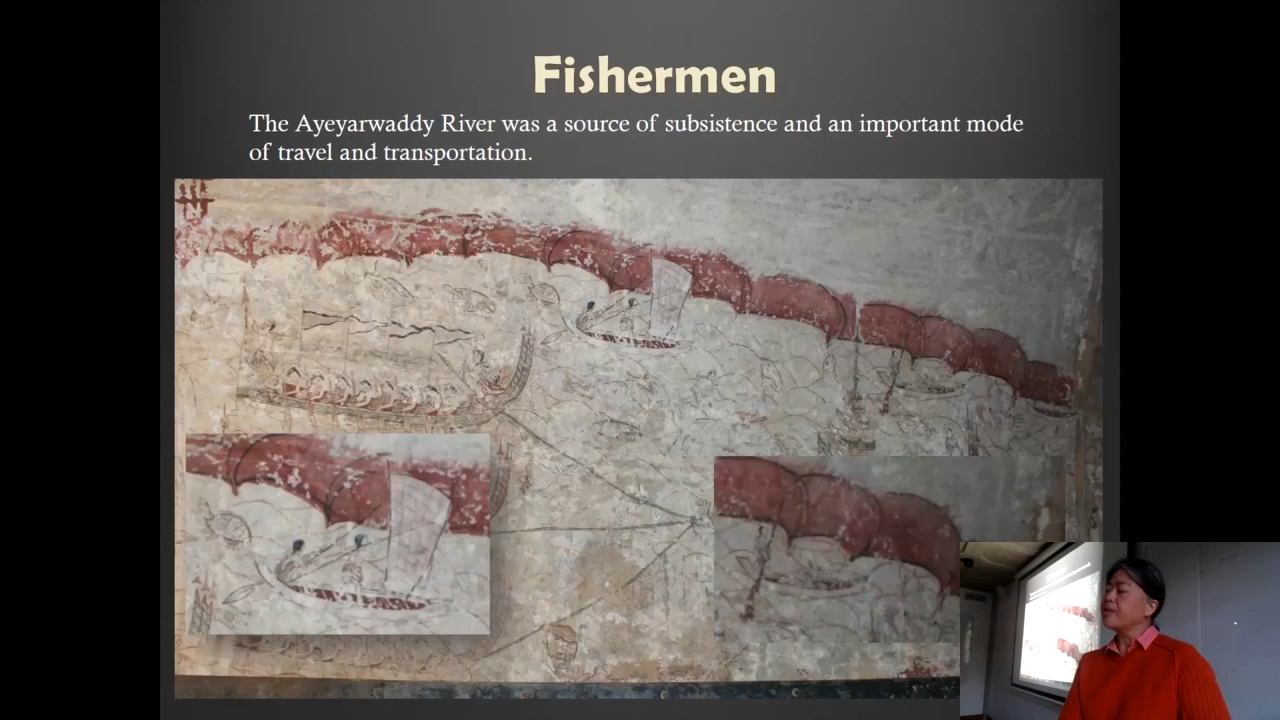 Fishermen
The Ayeyarwaddy River was a source of subsistence and an important mode
of travel and transportation.